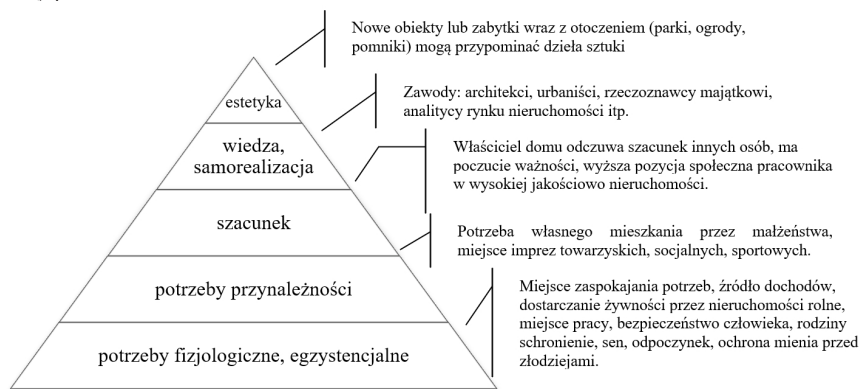 Nowe obiekty lub zabytki wraz z otoczeniem (parki, ogrody,
pomniki) mogą przypominać dzieła sztuki
estetyka
Zawody: architekci, urbaniści, rzeczoznawcy majątkowi,
analitycy rynku nieruchomości itp.
wiedza,
samorealizacja
Właściciel domu odczuwa szacunek innych osób, ma
poczucie ważności, wyższa pozycja społeczna pracownika
w wysokiej jakościowo nieruchomości.
szacunek
Potrzeba własnego mieszkania przez małżeństwa,
miejsce imprez towarzyskich, socjalnych, sportowych.
potrzeby przynależności
Miejsce zaspokajania potrzeb, źródło dochodów,
dostarczanie żywności przez nieruchomości rolne,
miejsce pracy, bezpieczeństwo człowieka, rodziny
schronienie, sen, odpoczynek, ochrona mienia przed
złodziejami.
potrzeby fizjologiczne, egzystencjalne